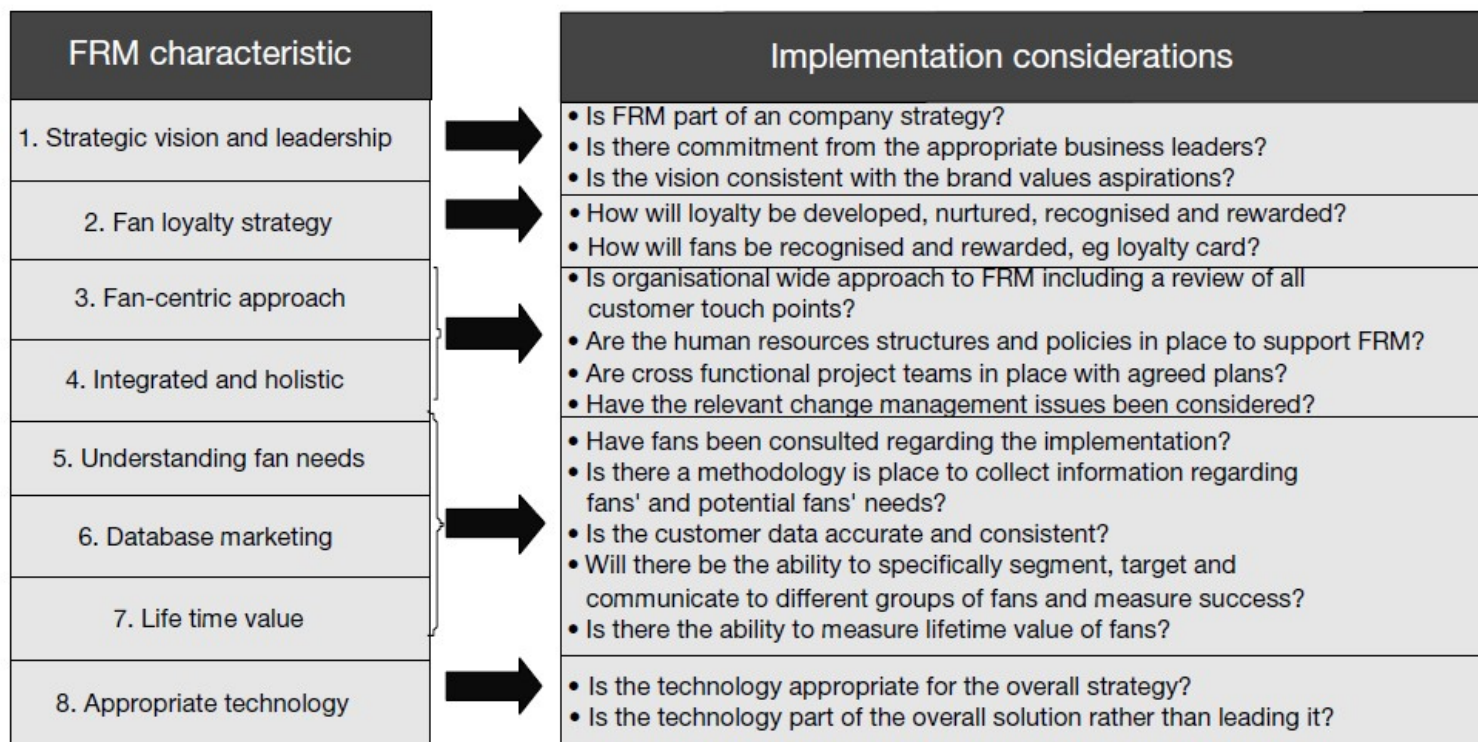 FRM characteristic
Implementation considerations
1. Strategic vision and leadership
• Is FRM part of an company strategy?
• Is there commitment from the appropriate business leaders?
• Is the vision consistent with the brand values aspirations?
2. Fan loyalty strategy
• How will loyalty be developed, nurtured, recognised and rewarded?
• How will fans be recognised and rewarded, eg loyalty card?
3. Fan-centric approach
4. Integrated and holistic
• Is organisational wide approach to FRM including a review of all
customer touch points?
• Are the human resources structures and policies in place to support FRM?
• Are cross functional project teams in place with agreed plans?
• Have the relevant change management issues been considered?
5. Understanding fan needs
6. Database marketing
7. Life time value
• Have fans been consulted regarding the implementation?
• Is there a methodology is place to collect information regarding
fans' and potential fans' needs?
• Is the customer data accurate and consistent?
• Will there be the ability to specifically segment, target and
communicate to different groups of fans and measure success?
• Is there the ability to measure lifetime value of fans?
8. Appropriate technology
• Is the technology appropriate for the overall strategy?
• Is the technology part of the overall solution rather than leading it?